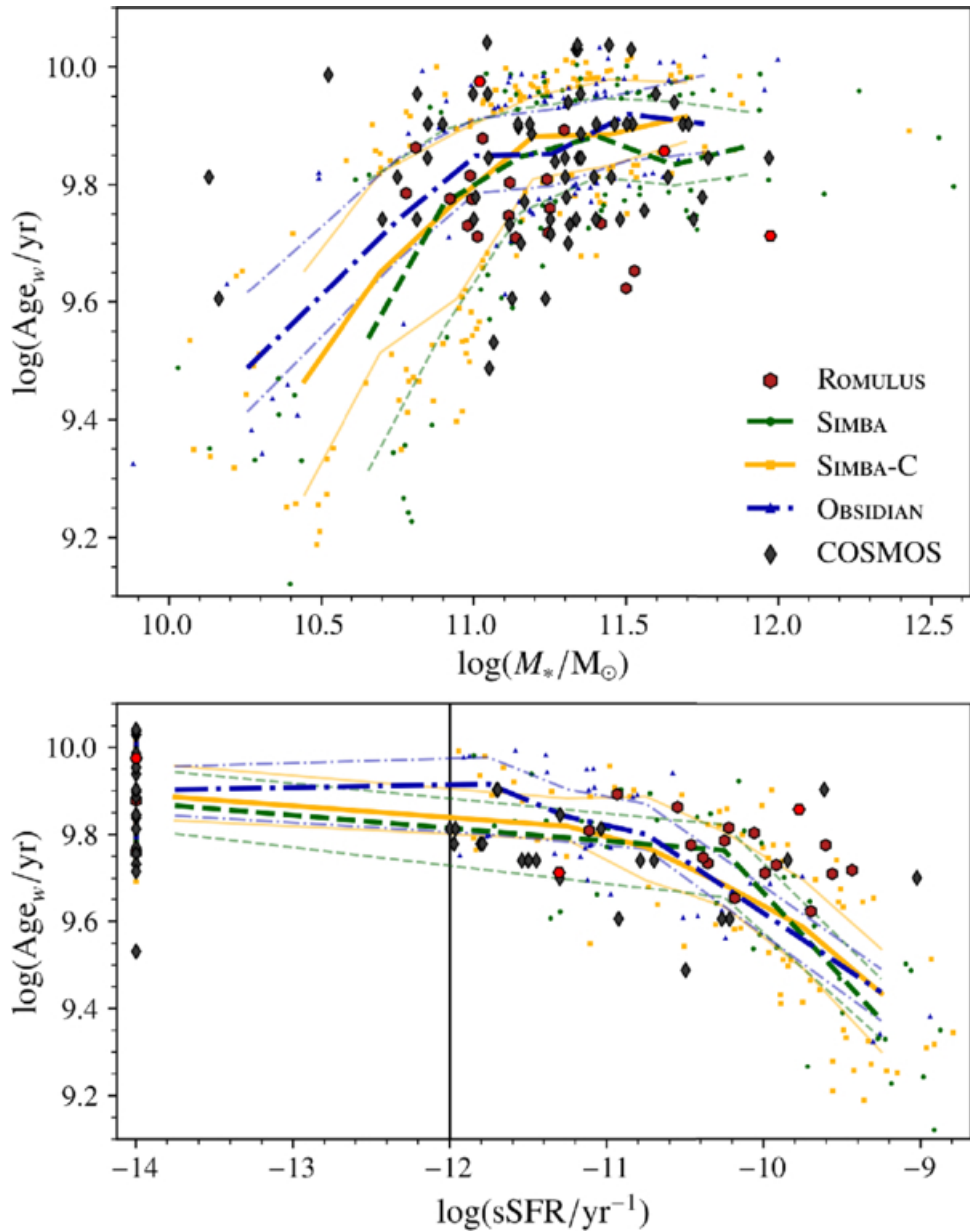 10.0
9.8
9.6
9.4
9.2
log(Age_w/yr)
ROMULUS
SIMBA
SIMBA-C
OBSIDIAN
COSMOS
10.0 10.5 11.0 11.5 12.0 12.5
log(M_*/M_⊙)
10.0
9.8
9.6
9.4
9.2
log(Age_w/yr)
−14 −13 −12 −11 −10 −9
log(sSFR/yr⁻¹)